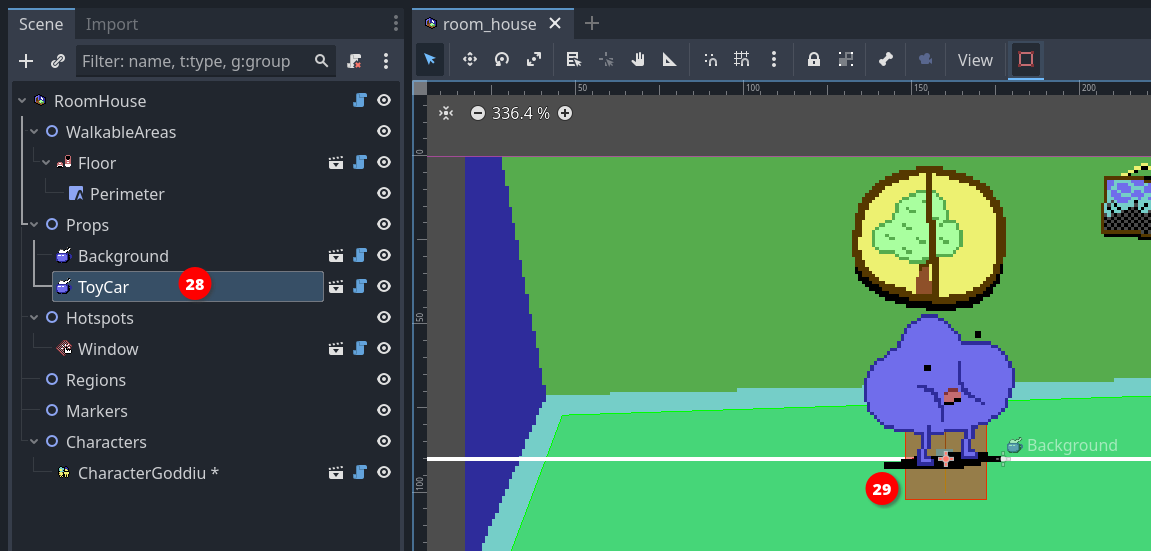 Scene Import
Filter: name, t:type, g:group
RoomHouse
WalkableAreas
Floor
Perimeter
Props
Background
ToyCar 28
Hotspots
Window
Regions
Markers
Characters
CharacterGoddiu *
room_house
View
50 100 150 200
336.4 %
0
50
100
Background
29